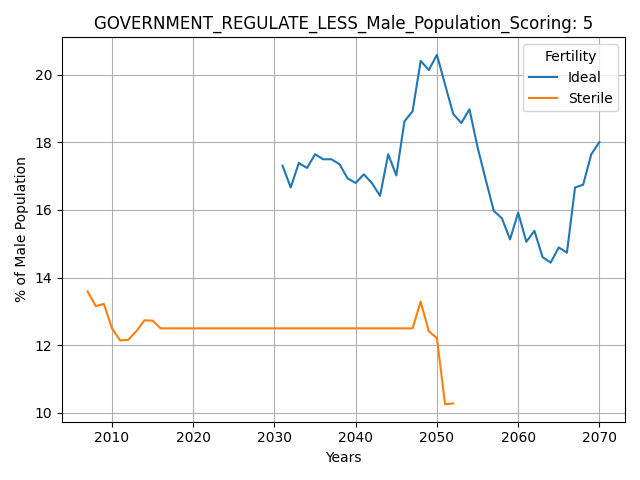 GOVERNMENT_REGULATE_LESS_Male_Population_Scoring: 5
Fertility
Ideal
Sterile
% of Male Population
20
18
16
14
12
10
2010 2020 2030 2040 2050 2060 2070
Years